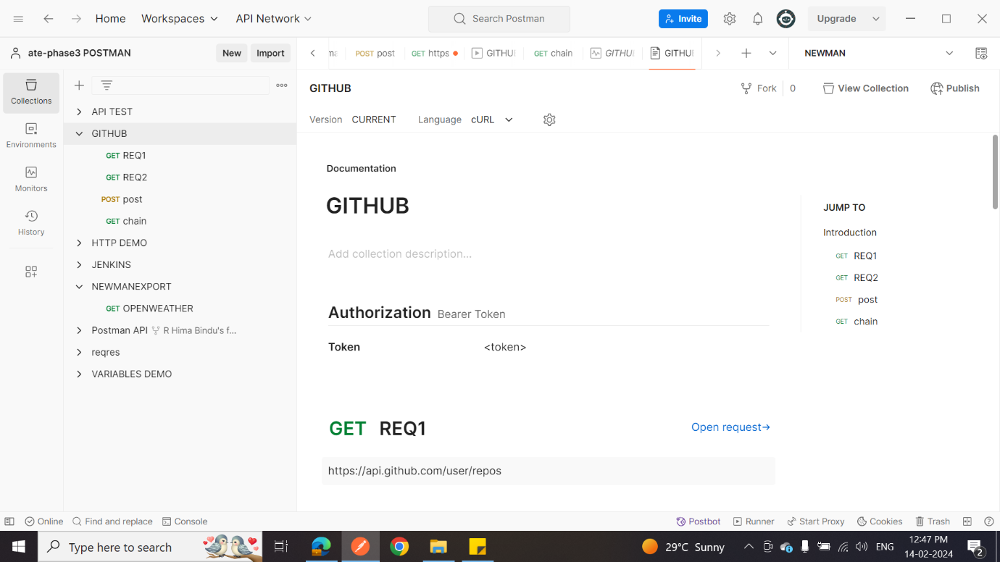 Home
Workspaces
API Network
Search Postman
Invite
Upgrade
ate-phase3 POSTMAN
New
Import
POST post
GET https
GITHU
GET chain
GITHU
GITHU
NEWMAN
Collections
Environments
Monitors
History
API TEST
GITHUB
GET REQ1
GET REQ2
POST post
GET chain
HTTP DEMO
JENKINS
NEWMANEXPORT
GET OPENWEATHER
Postman API R Hima Bindu's f...
reqres
VARIABLES DEMO
GITHUB
Fork 0
View Collection
Publish
Version CURRENT
Language cURL
Documentation
GITHUB
Add collection description...
Authorization Bearer Token
Token <token>
GET REQ1
Open request→
https://api.github.com/user/repos
JUMP TO
Introduction
GET REQ1
GET REQ2
POST post
GET chain
Online
Find and replace
Console
Postbot
Runner
Start Proxy
Cookies
Trash
Type here to search
29°C Sunny
ENG
12:47 PM
14-02-2024
2